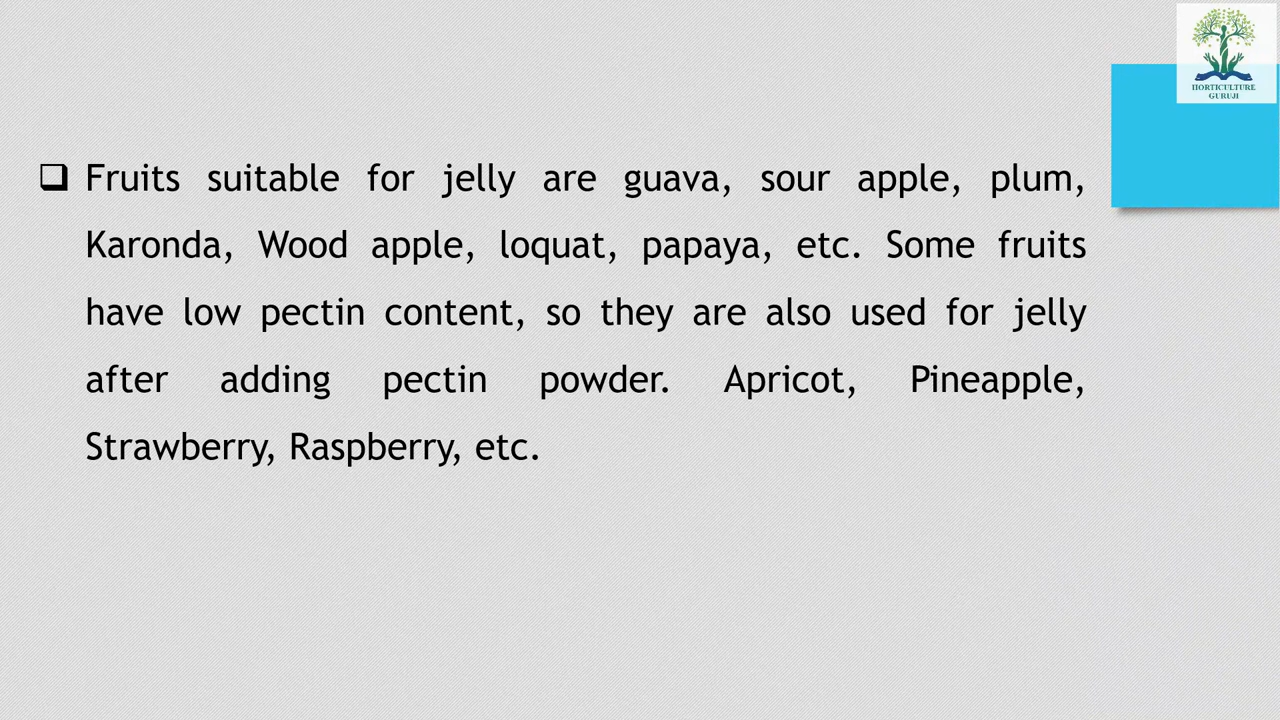 HORTICULTURE
GURUJI
❑ Fruits suitable for jelly are guava, sour apple, plum,
Karonda, Wood apple, loquat, papaya, etc. Some fruits
have low pectin content, so they are also used for jelly
after adding pectin powder. Apricot, Pineapple,
Strawberry, Raspberry, etc.